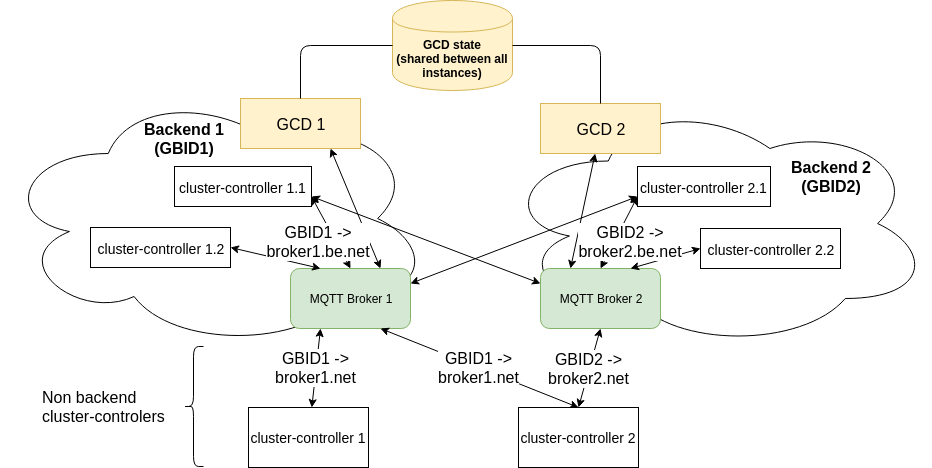 GCD state
(shared between all
instances)
GCD 1
GCD 2
Backend 1
(GBID1)
Backend 2
(GBID2)
cluster-controller 1.1
cluster-controller 2.1
cluster-controller 1.2
GBID1 ->
broker1.be.net
GBID2 ->
broker2.be.net
cluster-controller 2.2
MQTT Broker 1
MQTT Broker 2
GBID1 ->
broker1.net
GBID1 ->
broker1.net
GBID2 ->
broker2.net
Non backend
cluster-controlers
cluster-controller 1
cluster-controller 2